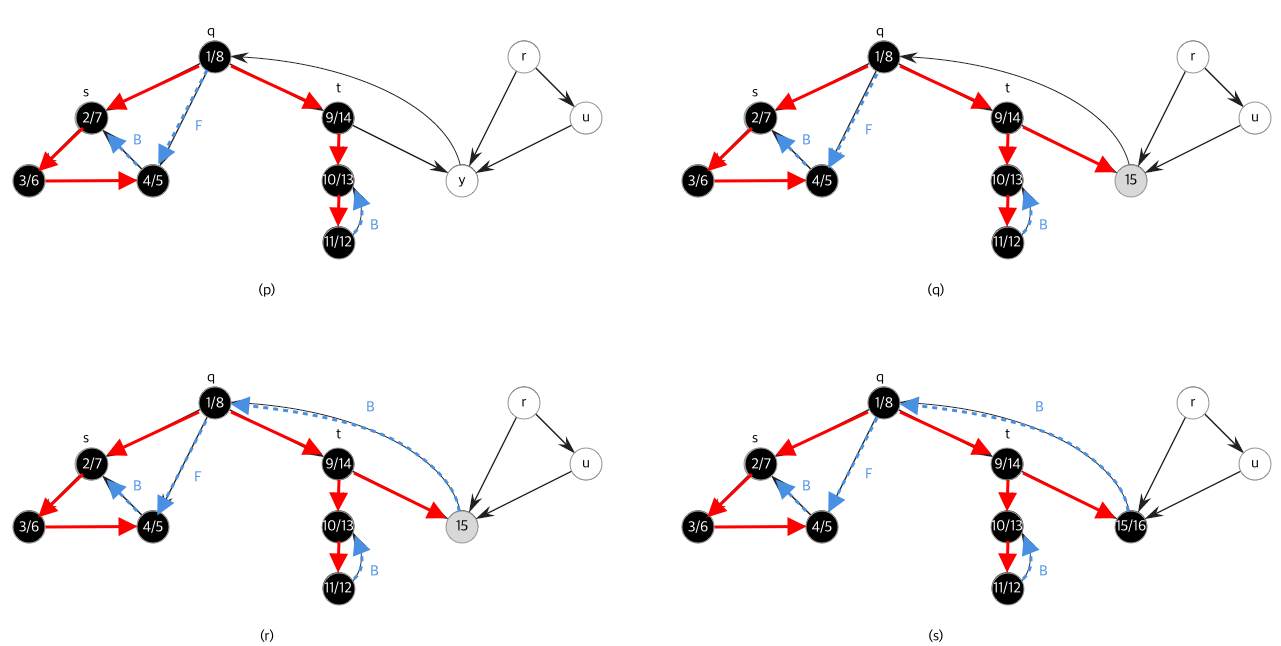 q
1/8
r
s
t
2/7
9/14
u
B
F
3/6
4/5
10/13
y
B
11/12
(p)
q
1/8
r
s
t
2/7
9/14
u
B
F
3/6
4/5
10/13
15
B
11/12
(q)
q
1/8
B
r
s
t
2/7
9/14
u
B
F
3/6
4/5
10/13
15
B
11/12
(r)
q
1/8
B
r
s
t
2/7
9/14
u
B
F
3/6
4/5
10/13
15/16
B
11/12
(s)